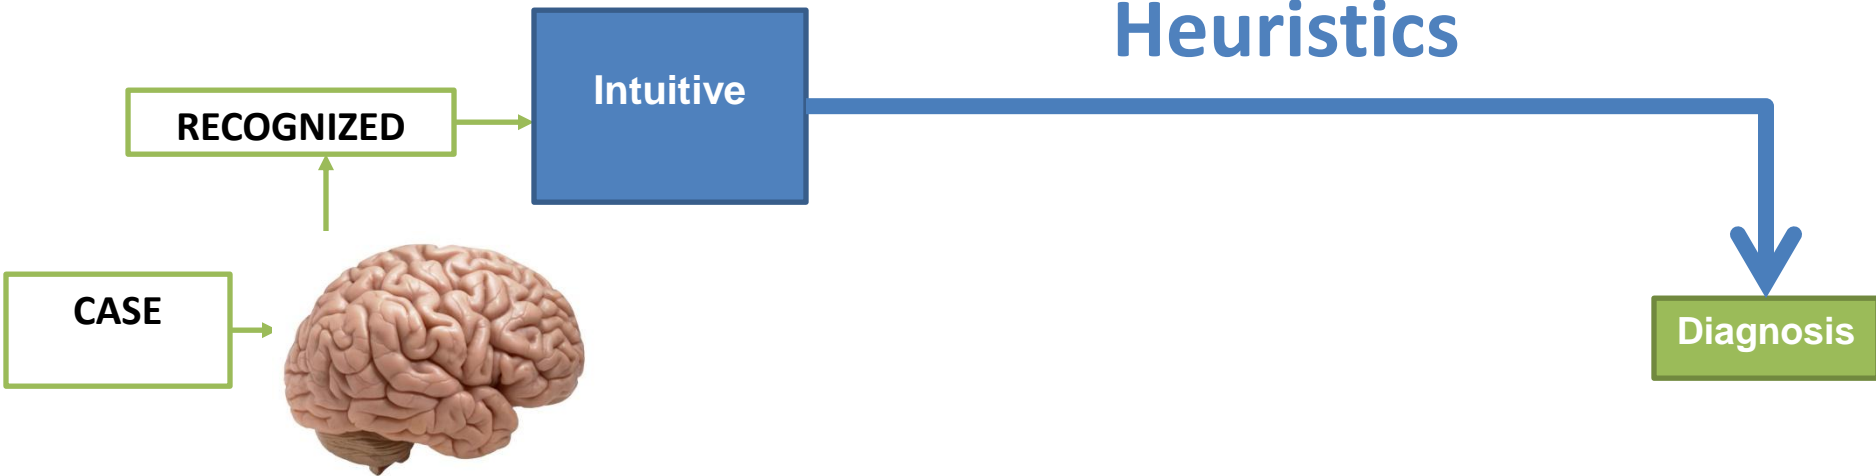 Heuristics
Intuitive
RECOGNIZED
CASE
Diagnosis